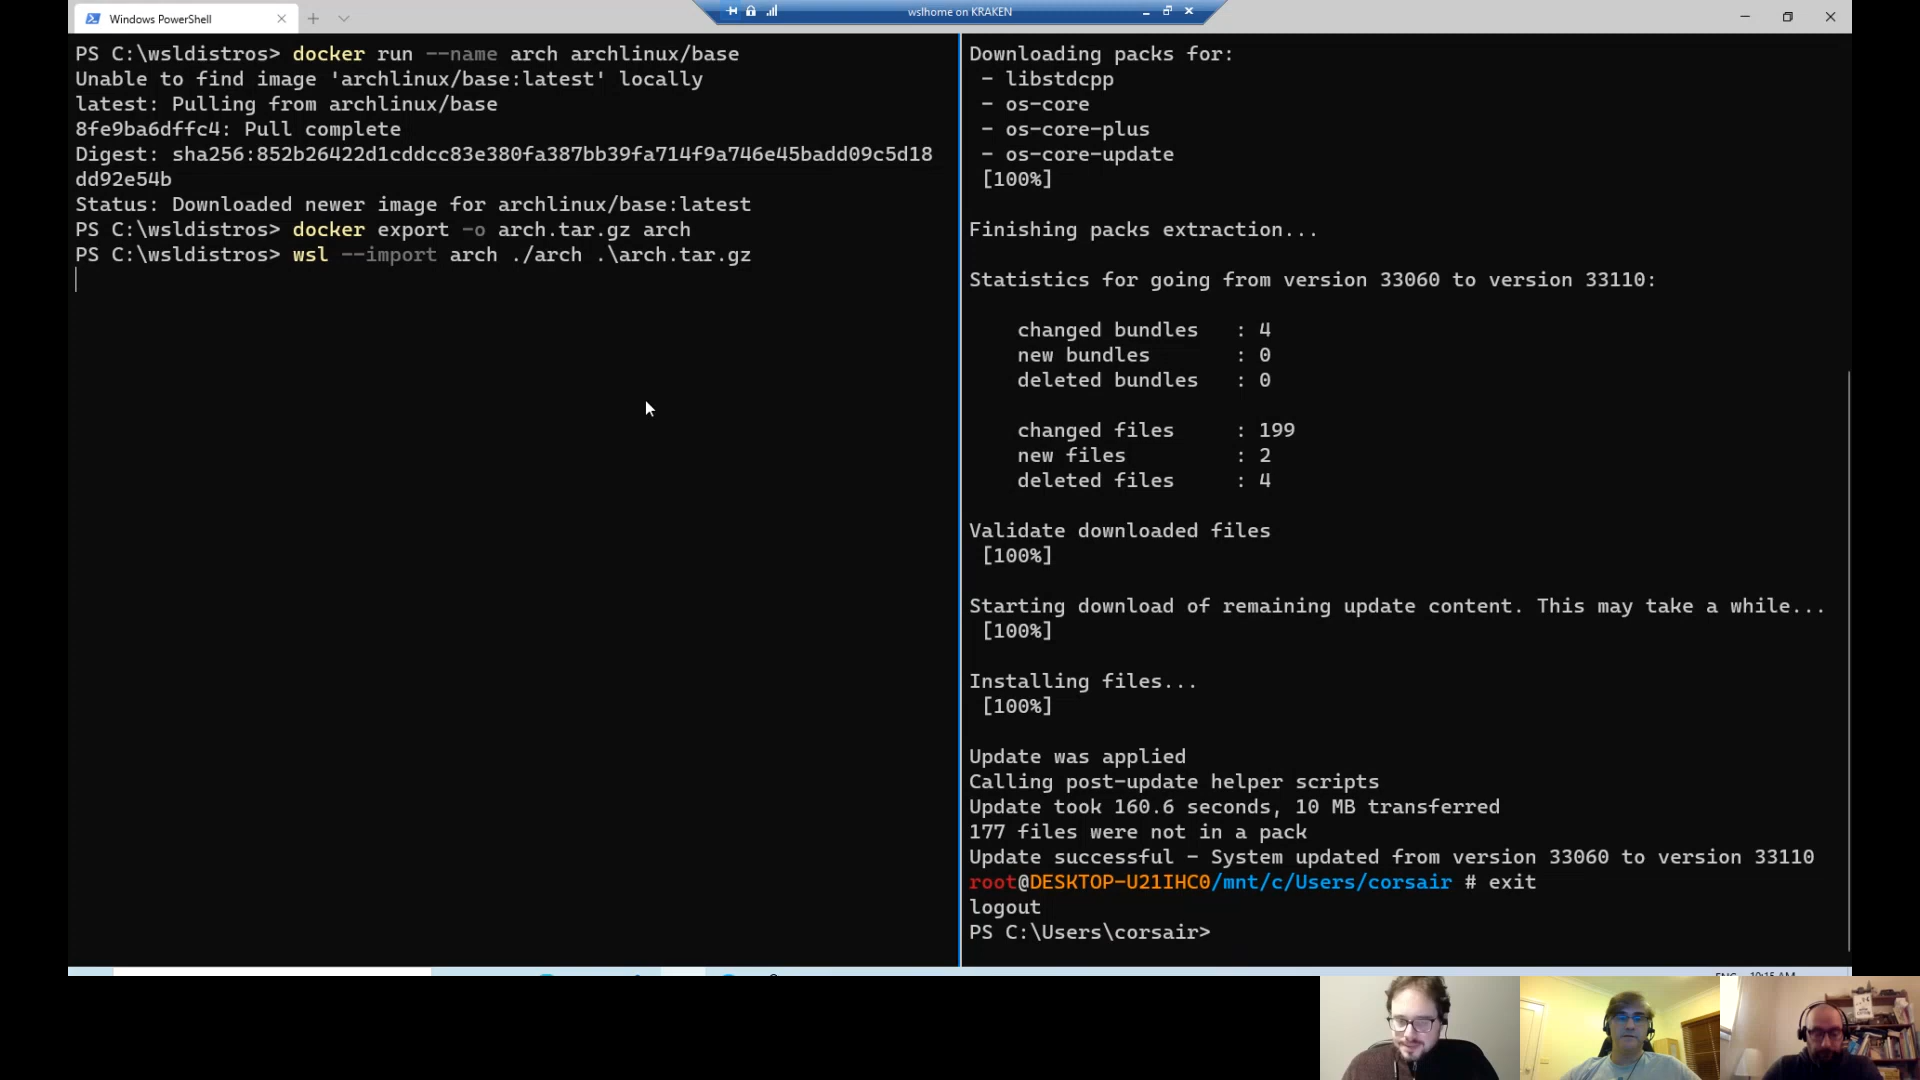 Windows PowerShell
wslhome on KRAKEN
PS C:\wsldistros> docker run --name arch archlinux/base
Unable to find image 'archlinux/base:latest' locally
latest: Pulling from archlinux/base
8fe9ba6dffc4: Pull complete
Digest: sha256:852b26422d1cddcc83e380fa387bb39fa714f9a746e45badd09c5d18
dd92e54b
Status: Downloaded newer image for archlinux/base:latest
PS C:\wsldistros> docker export -o arch.tar.gz arch
PS C:\wsldistros> wsl --import arch ./arch .\arch.tar.gz
Downloading packs for:
- libstdcpp
- os-core
- os-core-plus
- os-core-update
[100%]
Finishing packs extraction...
Statistics for going from version 33060 to version 33110:
changed bundles : 4
new bundles : 0
deleted bundles : 0
changed files : 199
new files : 2
deleted files : 4
Validate downloaded files
[100%]
Starting download of remaining update content. This may take a while...
[100%]
Installing files...
[100%]
Update was applied
Calling post-update helper scripts
Update took 160.6 seconds, 10 MB transferred
177 files were not in a pack
Update successful - System updated from version 33060 to version 33110
root@DESKTOP-U21IHC0/mnt/c/Users/corsair # exit
logout
PS C:\Users\corsair>